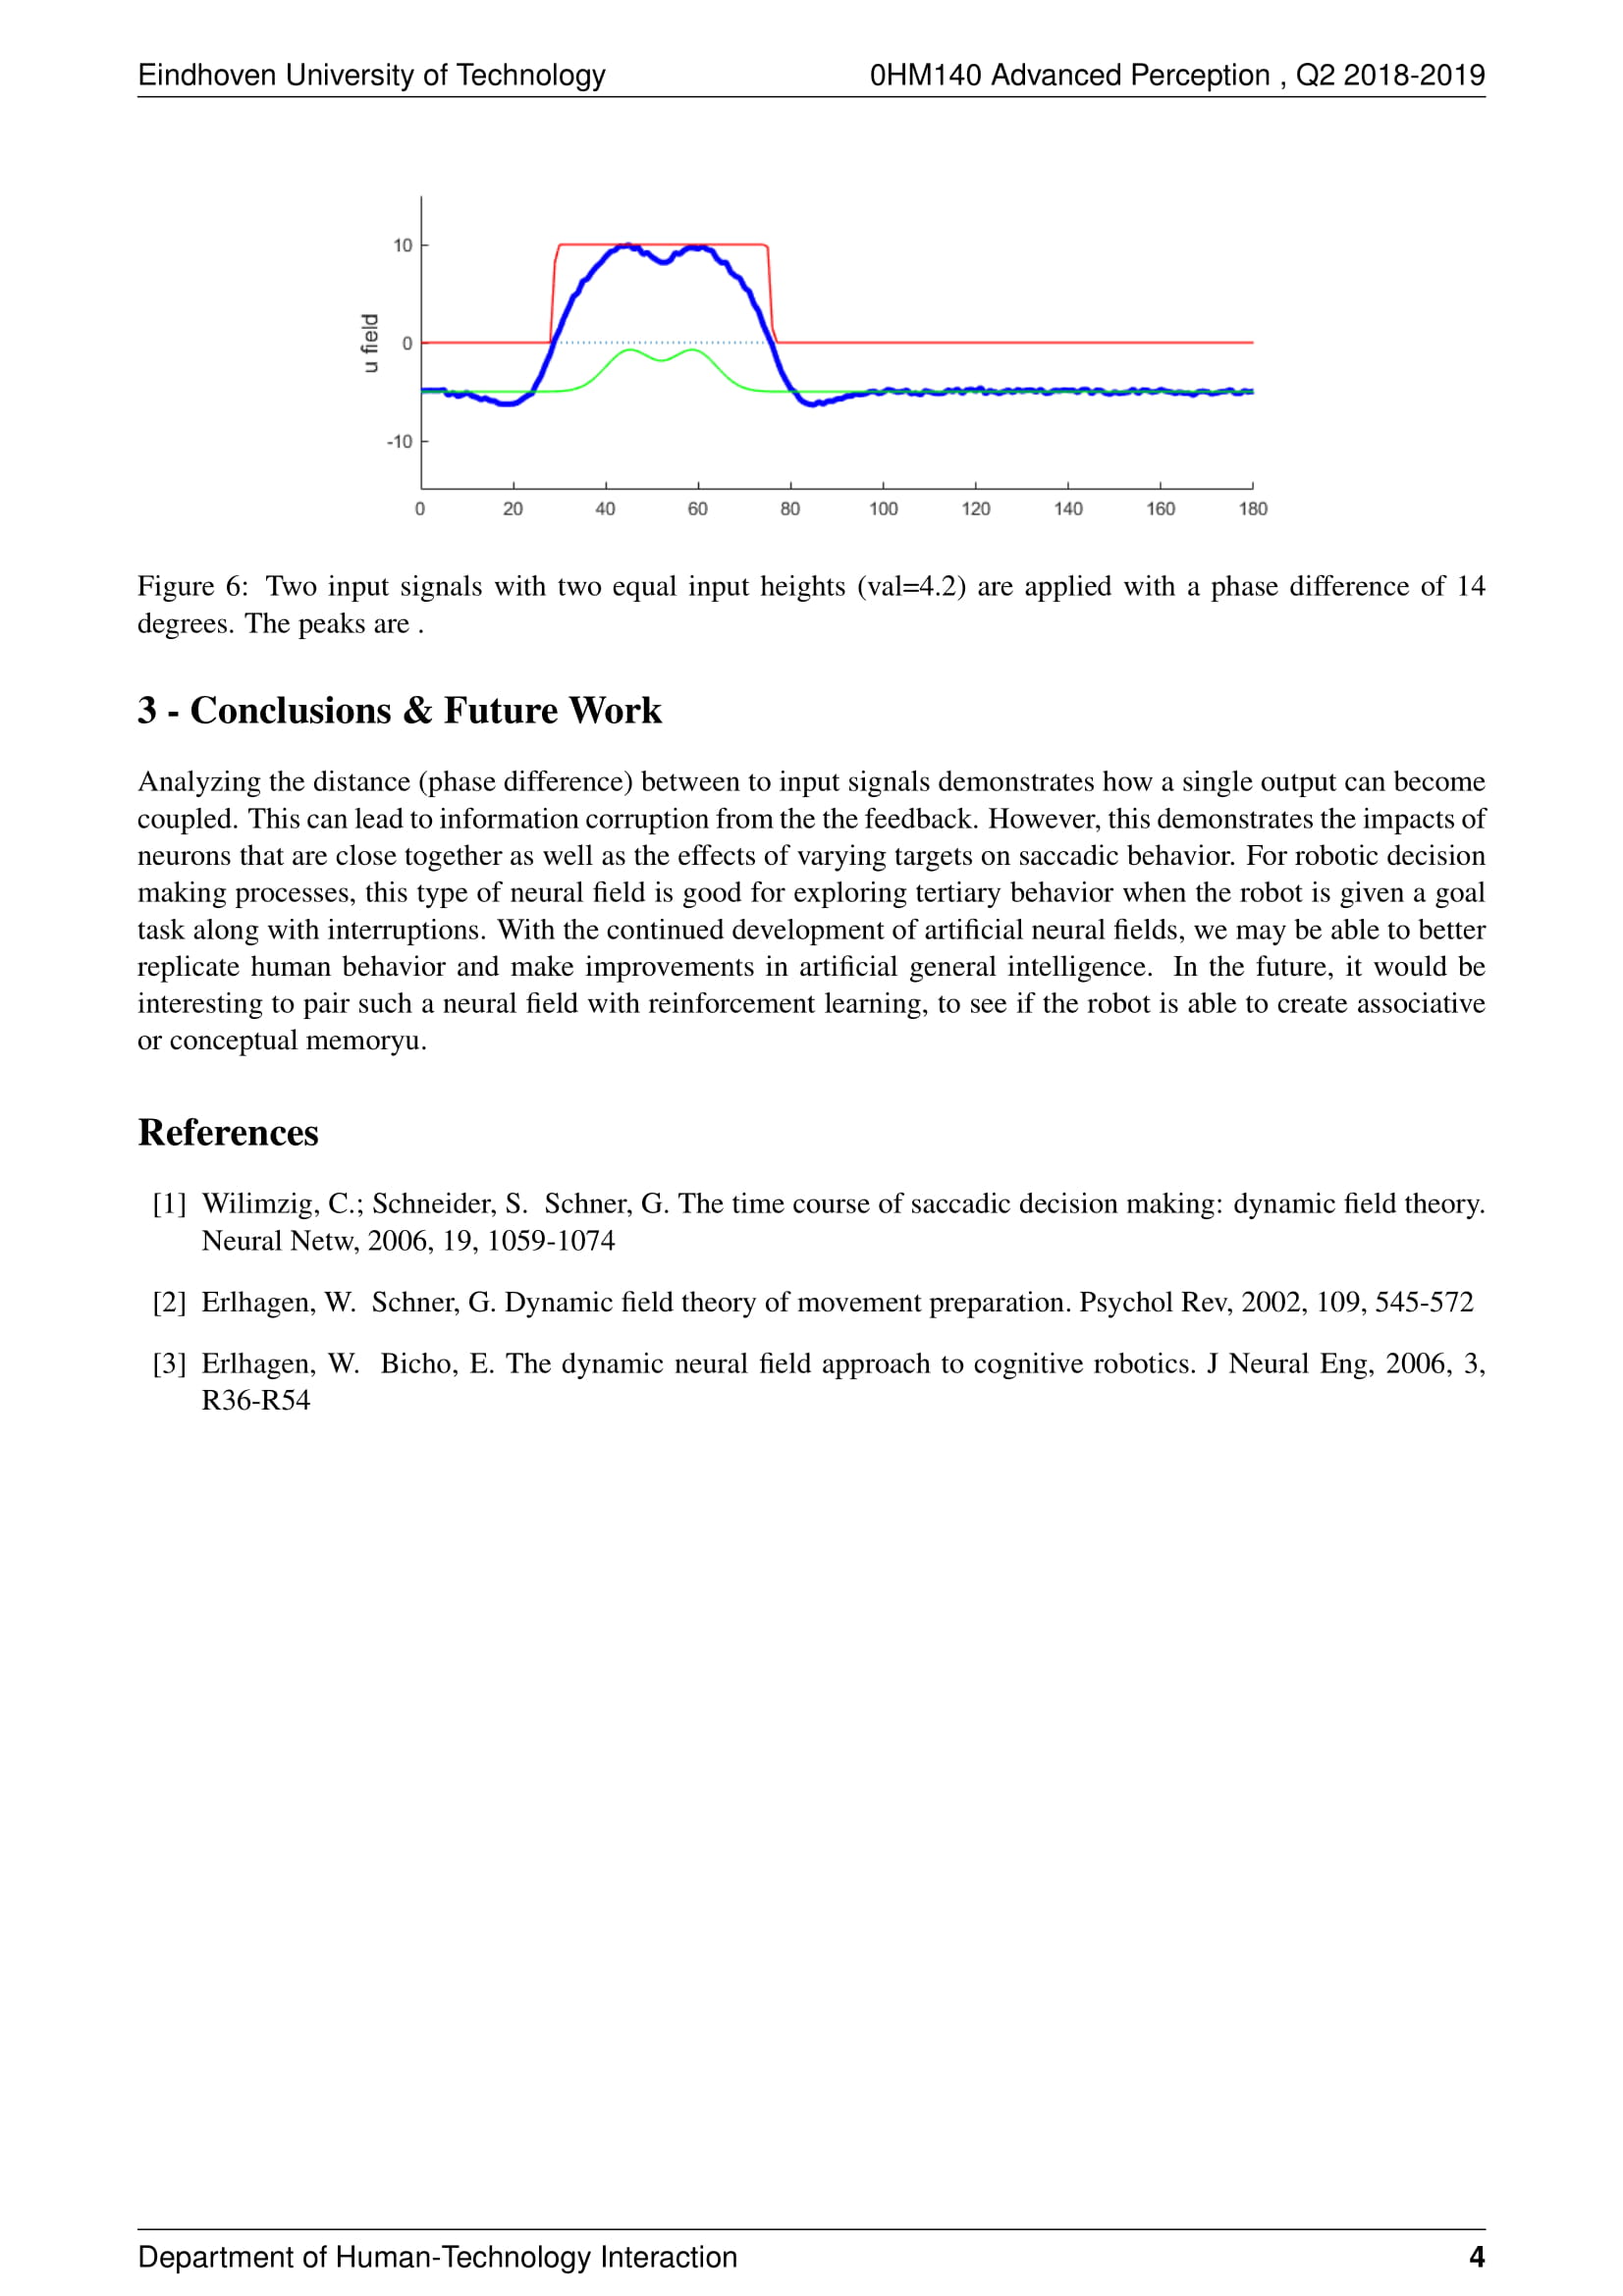 Eindhoven University of Technology 0HM140 Advanced Perception , Q2 2018-2019
10
0
-10
u field
0 20 40 60 80 100 120 140 160 180
Figure 6: Two input signals with two equal input heights (val=4.2) are applied with a phase difference of 14
degrees. The peaks are .
3 - Conclusions & Future Work
Analyzing the distance (phase difference) between to input signals demonstrates how a single output can become
coupled. This can lead to information corruption from the the feedback. However, this demonstrates the impacts of
neurons that are close together as well as the effects of varying targets on saccadic behavior. For robotic decision
making processes, this type of neural field is good for exploring tertiary behavior when the robot is given a goal
task along with interruptions. With the continued development of artificial neural fields, we may be able to better
replicate human behavior and make improvements in artificial general intelligence. In the future, it would be
interesting to pair such a neural field with reinforcement learning, to see if the robot is able to create associative
or conceptual memoryu.
References
[1] Wilimzig, C.; Schneider, S. Schner, G. The time course of saccadic decision making: dynamic field theory.
Neural Netw, 2006, 19, 1059-1074
[2] Erlhagen, W. Schner, G. Dynamic field theory of movement preparation. Psychol Rev, 2002, 109, 545-572
[3] Erlhagen, W. Bicho, E. The dynamic neural field approach to cognitive robotics. J Neural Eng, 2006, 3,
R36-R54
Department of Human-Technology Interaction 4